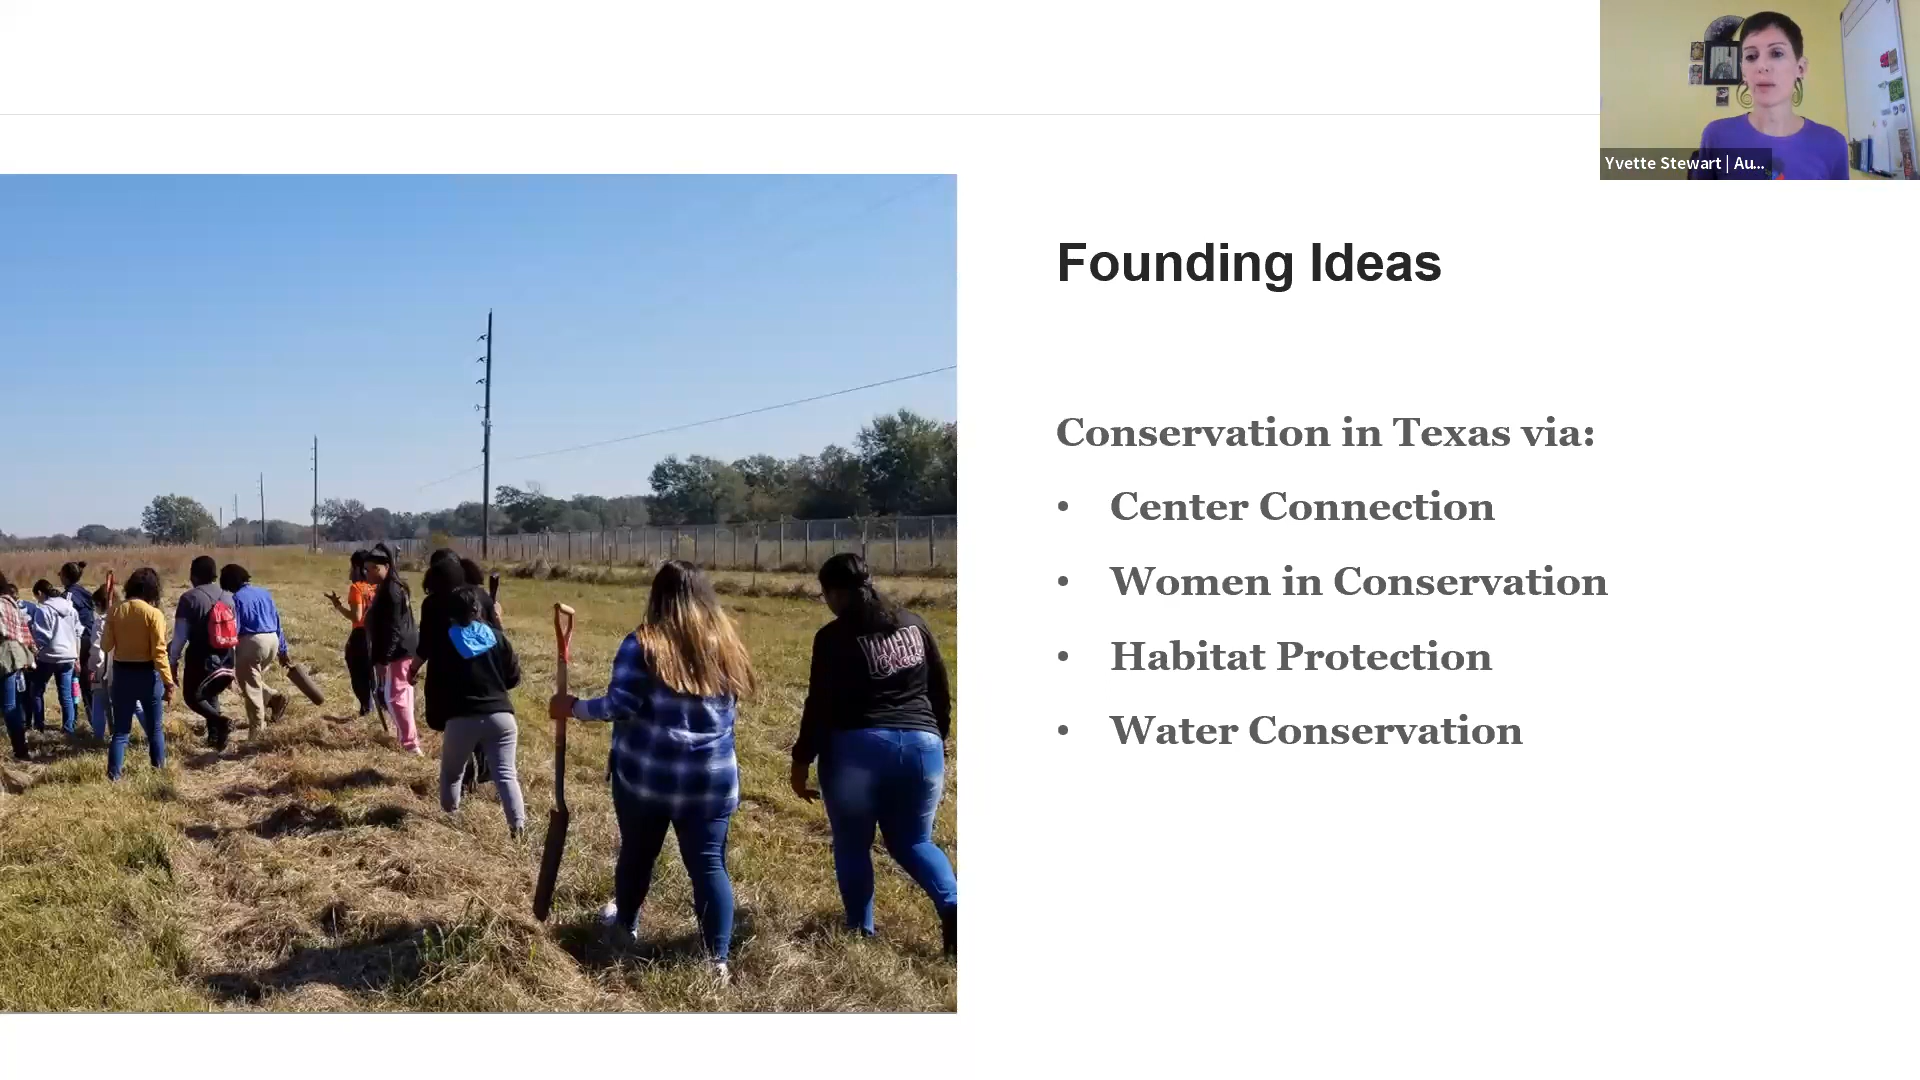 Yvette Stewart | Au...
Founding Ideas
Conservation in Texas via:
• Center Connection
• Women in Conservation
• Habitat Protection
• Water Conservation